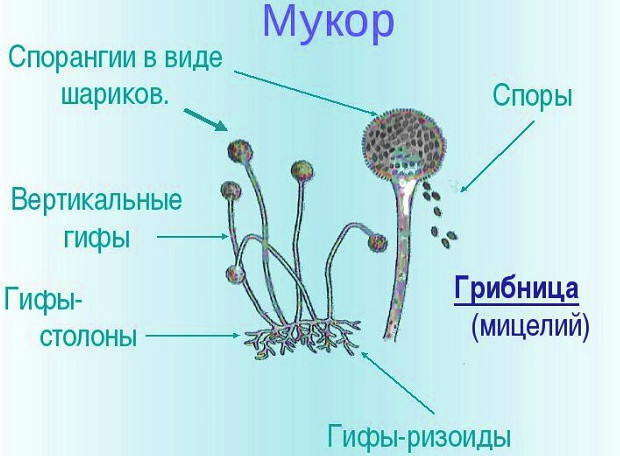 Мукор
Спорангии в виде
шариков.
Споры
Вертикальные
гифы
Грибница
(мицелий)
Гифы-
столоны
Гифы-ризоиды